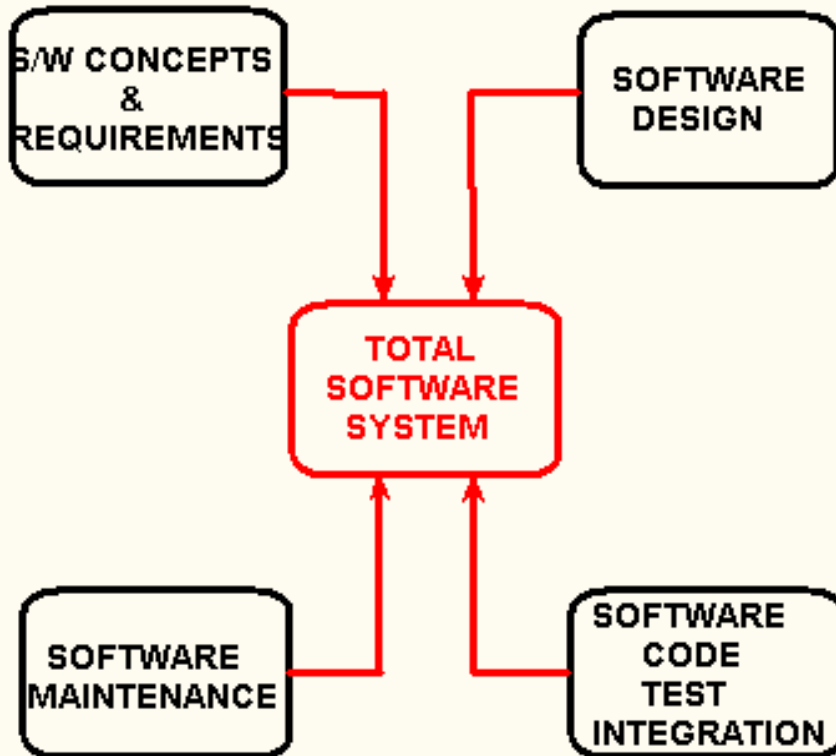 S/W CONCEPTS
&
REQUIREMENTS
SOFTWARE
DESIGN
TOTAL
SOFTWARE
SYSTEM
SOFTWARE
MAINTENANCE
SOFTWARE
CODE
TEST
INTEGRATION